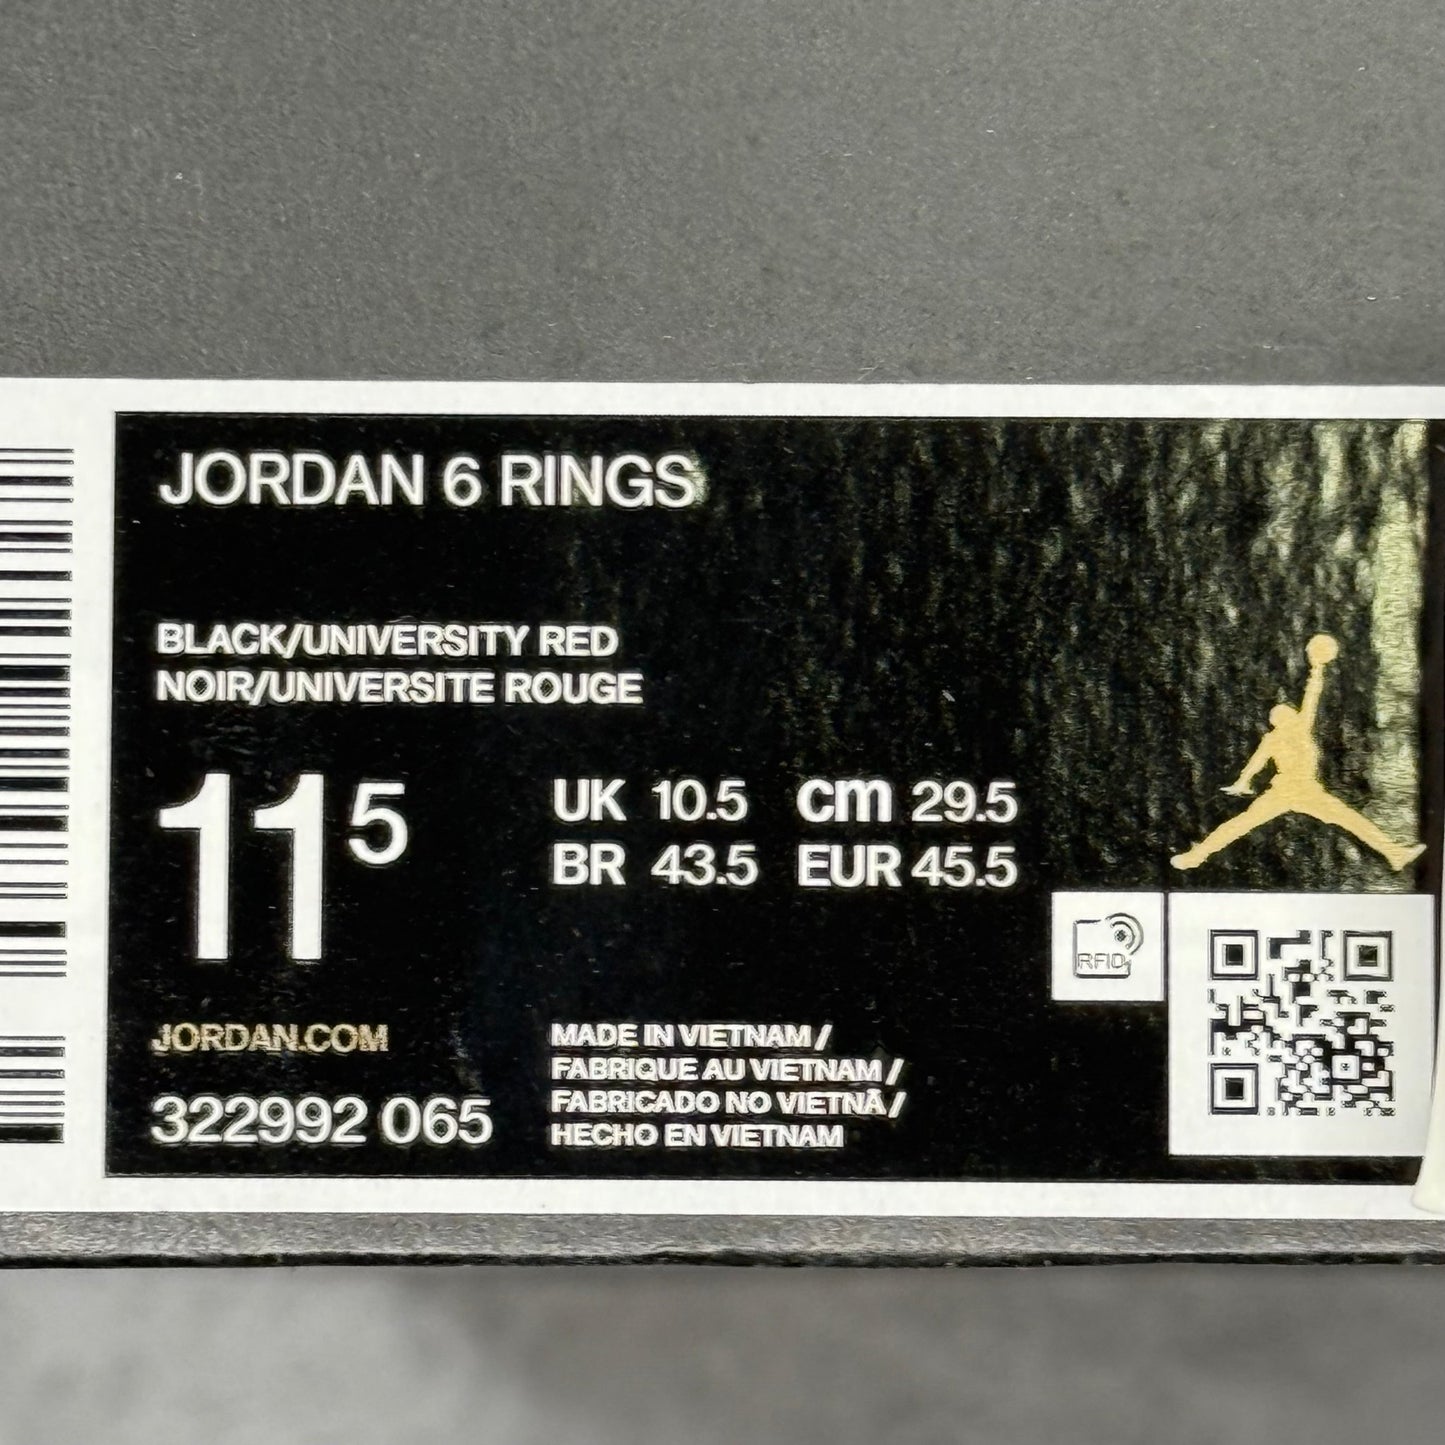 JORDAN 6 RINGS
BLACK/UNIVERSITY RED
NOIR/UNIVERSITE ROUGE
11 5
UK 10.5 cm 29.5
BR 43.5 EUR 45.5
RFID
JORDAN.COM
322992 065
MADE IN VIETNAM /
FABRIQUE AU VIETNAM /
FABRICADO NO VIETNÃ /
HECHO EN VIETNAM